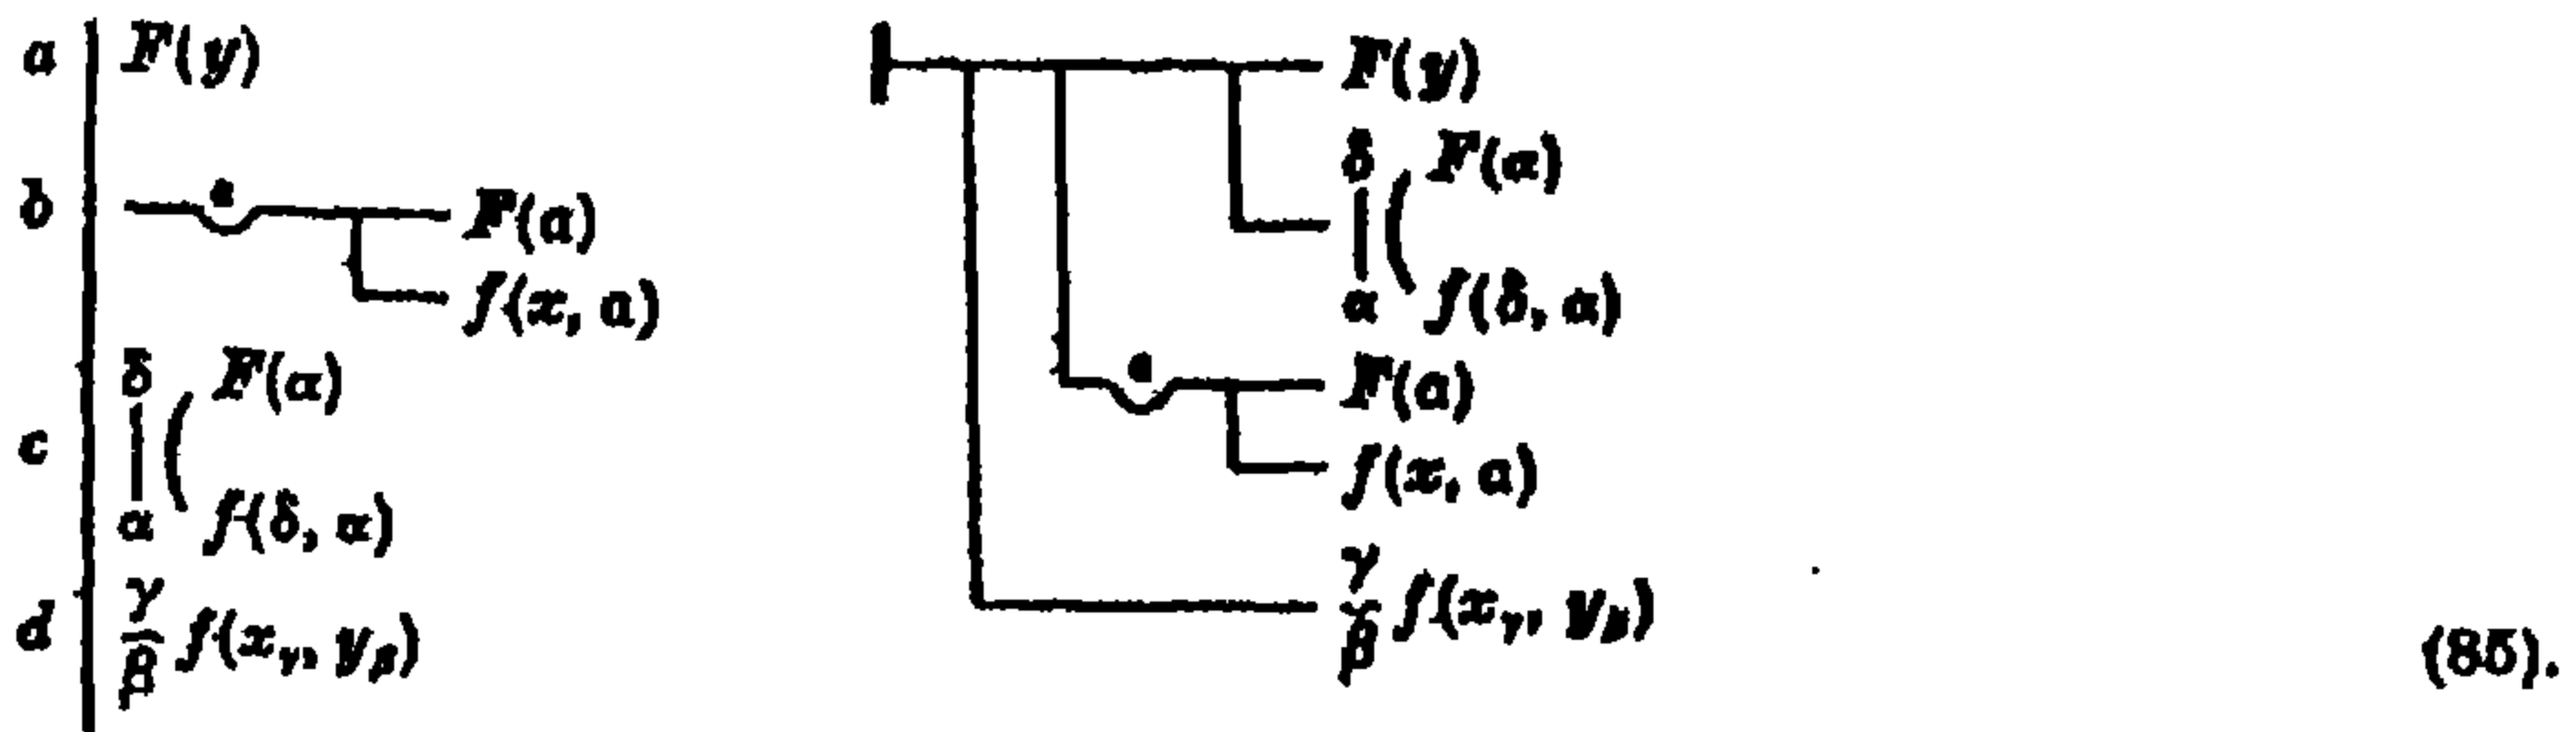 a F(y) F(y)
δ F(α)
b a F(a) α f(δ, α)
f(x, a) a F(a)
c δ F(α) f(x, a)
α f(δ, α)
d γ β f(x_γ, y_β) γ β̃ f(x_γ, y_β) (85).